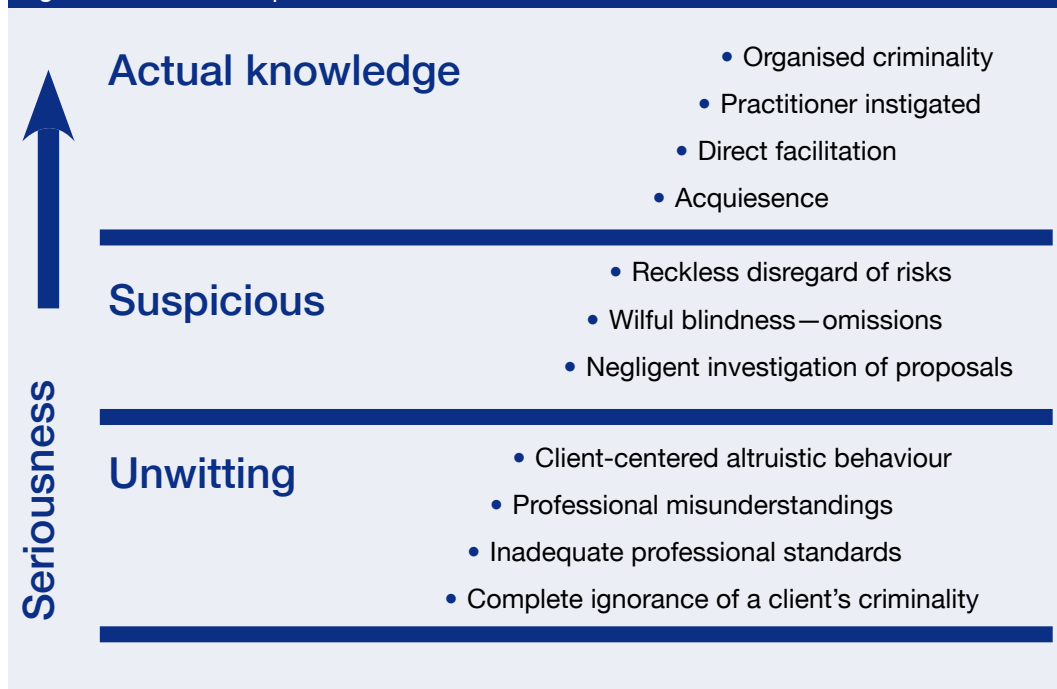 Actual knowledge
• Organised criminality
• Practitioner instigated
• Direct facilitation
• Acquiesence
Suspicious
• Reckless disregard of risks
• Wilful blindness—omissions
• Negligent investigation of proposals
Unwitting
• Client-centered altruistic behaviour
• Professional misunderstandings
• Inadequate professional standards
• Complete ignorance of a client’s criminality
Seriousness